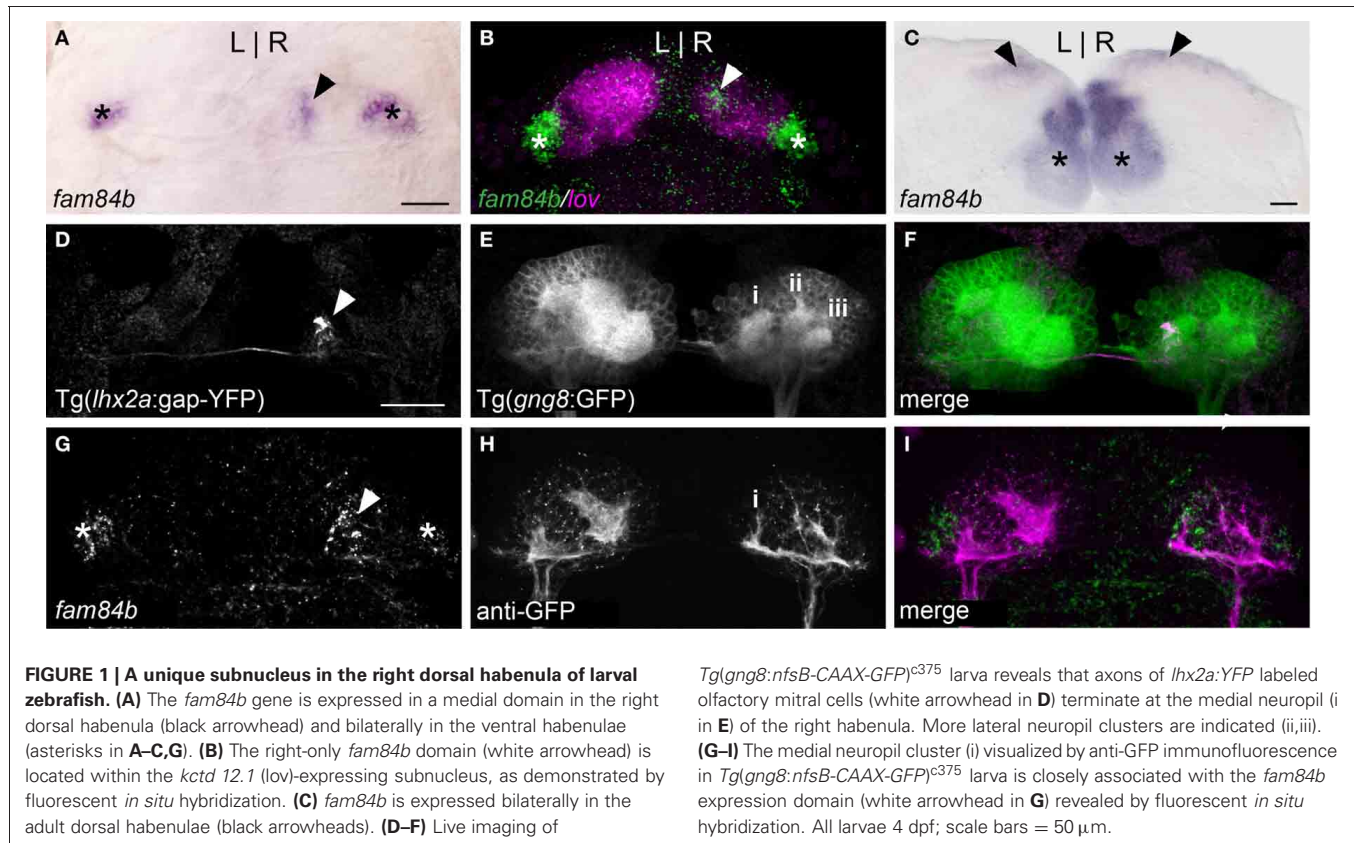 A
L | R
*
*
fam84b
B
L | R
*
*
fam84b/lov
C
L | R
*
*
fam84b
D
Tg(lhx2a:gap-YFP)
E
i
ii
iii
Tg(gng8:GFP)
F
merge
G
*
*
fam84b
H
i
anti-GFP
I
merge
FIGURE 1 | A unique subnucleus in the right dorsal habenula of larval
zebrafish. (A) The fam84b gene is expressed in a medial domain in the right
dorsal habenula (black arrowhead) and bilaterally in the ventral habenulae
(asterisks in A–C,G). (B) The right-only fam84b domain (white arrowhead) is
located within the kctd 12.1 (lov)-expressing subnucleus, as demonstrated by
fluorescent in situ hybridization. (C) fam84b is expressed bilaterally in the
adult dorsal habenulae (black arrowheads). (D–F) Live imaging of
Tg(gng8:nfsB-CAAX-GFP)c375 larva reveals that axons of lhx2a:YFP labeled
olfactory mitral cells (white arrowhead in D) terminate at the medial neuropil (i
in E) of the right habenula. More lateral neuropil clusters are indicated (ii,iii).
(G–I) The medial neuropil cluster (i) visualized by anti-GFP immunofluorescence
in Tg(gng8:nfsB-CAAX-GFP)c375 larva is closely associated with the fam84b
expression domain (white arrowhead in G) revealed by fluorescent in situ
hybridization. All larvae 4 dpf; scale bars = 50 μm.